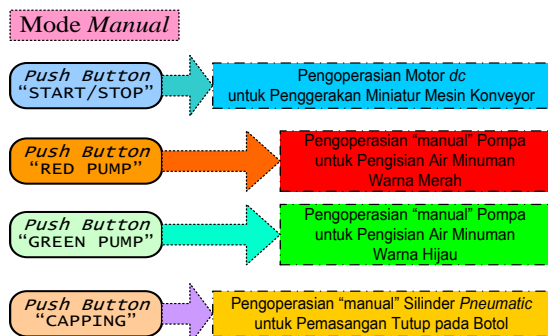 Mode Manual
Push Button
"START/STOP"
Pengoperasian Motor dc
untuk Penggerakan Miniatur Mesin Konveyor
Push Button
"RED PUMP"
Pengoperasian “manual” Pompa
untuk Pengisian Air Minuman
Warna Merah
Push Button
"GREEN PUMP"
Pengoperasian “manual” Pompa
untuk Pengisian Air Minuman
Warna Hijau
Push Button
"CAPPING"
Pengoperasian “manual” Silinder Pneumatic
untuk Pemasangan Tutup pada Botol